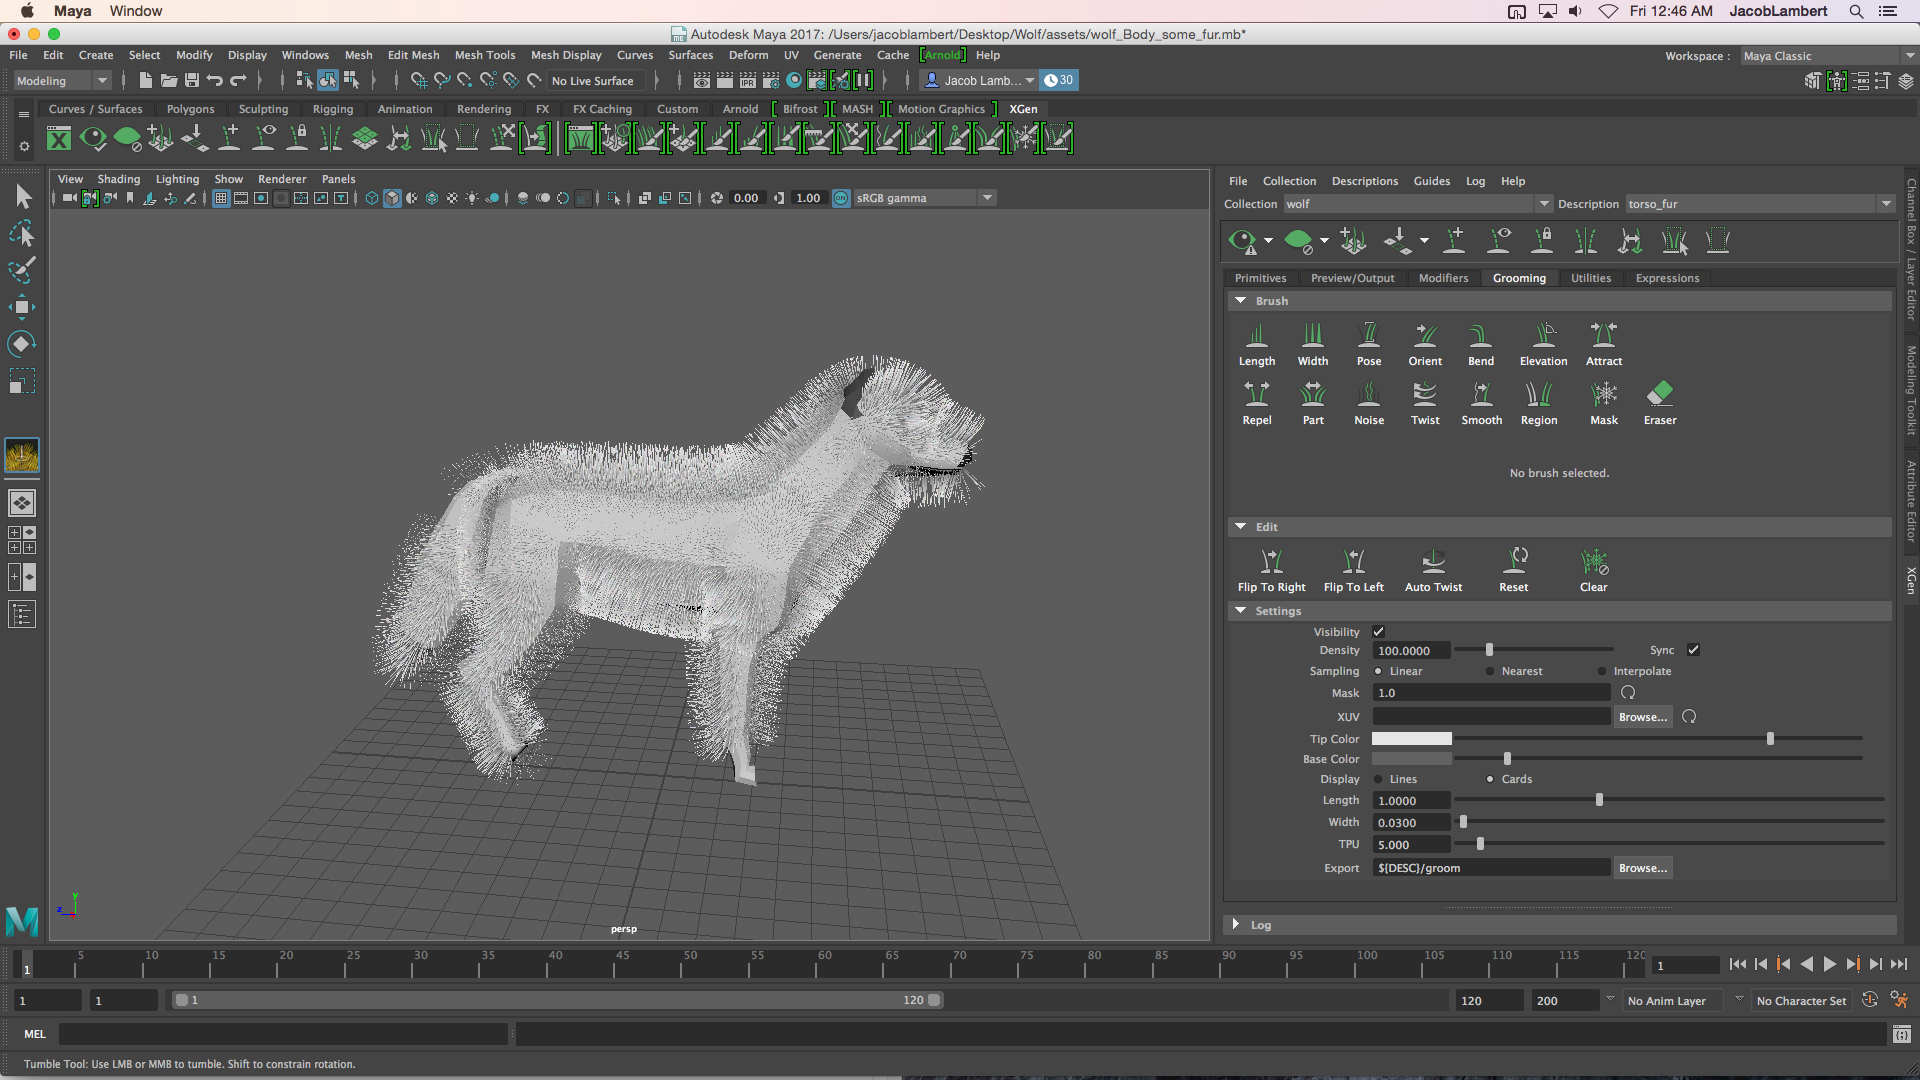 Maya Window Fri 12:46 AM JacobLambert
Autodesk Maya 2017: /Users/jacoblambert/Desktop/Wolf/assets/wolf_Body_some_fur.mb*
File Edit Create Select Modify Display Windows Mesh Edit Mesh Mesh Tools Mesh Display Curves Surfaces Deform UV Generate Cache [Arnold] Help Workspace : Maya Classic
Modeling No Live Surface IPR Jacob Lamb... 30
Curves / Surfaces Polygons Sculpting Rigging Animation Rendering FX FX Caching Custom Arnold Bifrost MASH Motion Graphics XGen
View Shading Lighting Show Renderer Panels
0.00 1.00 ON sRGB gamma
File Collection Descriptions Guides Log Help
Collection wolf Description torso_fur
Primitives Preview/Output Modifiers Grooming Utilities Expressions
Brush
Length Width Pose Orient Bend Elevation Attract
Repel Part Noise Twist Smooth Region Mask Eraser
No brush selected.
Edit
Flip To Right Flip To Left Auto Twist Reset Clear
Settings
Visibility
Density 100.0000 Sync
Sampling Linear Nearest Interpolate
Mask 1.0
XUV Browse...
Tip Color
Base Color
Display Lines Cards
Length 1.0000
Width 0.0300
TPU 5.000
Export ${DESC}/groom Browse...
Log
Channel Box / Layer Editor
Modeling Toolkit
Attribute Editor
XGen
y
z
persp
1 5 10 15 20 25 30 35 40 45 50 55 60 65 70 75 80 85 90 95 100 105 110 115 120 1
1 1 1 120 120 200 No Anim Layer No Character Set
MEL
Tumble Tool: Use LMB or MMB to tumble. Shift to constrain rotation.